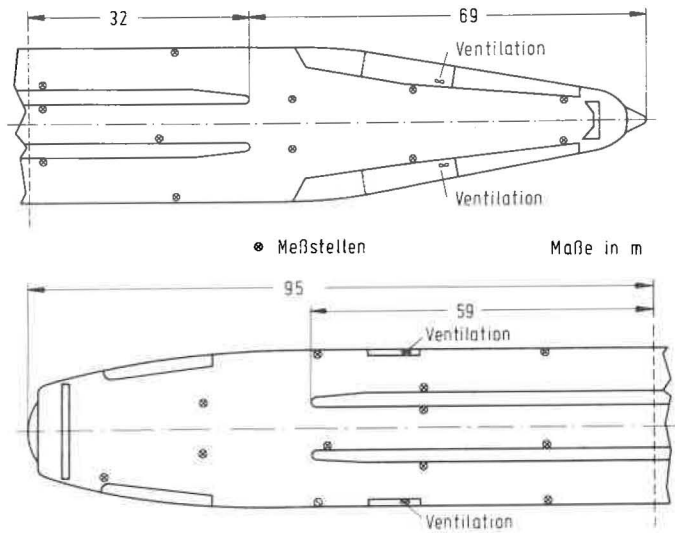 32
69
Ventilation
Ventilation
⊗ Meßstellen
Maße in m
95
59
Ventilation
Ventilation